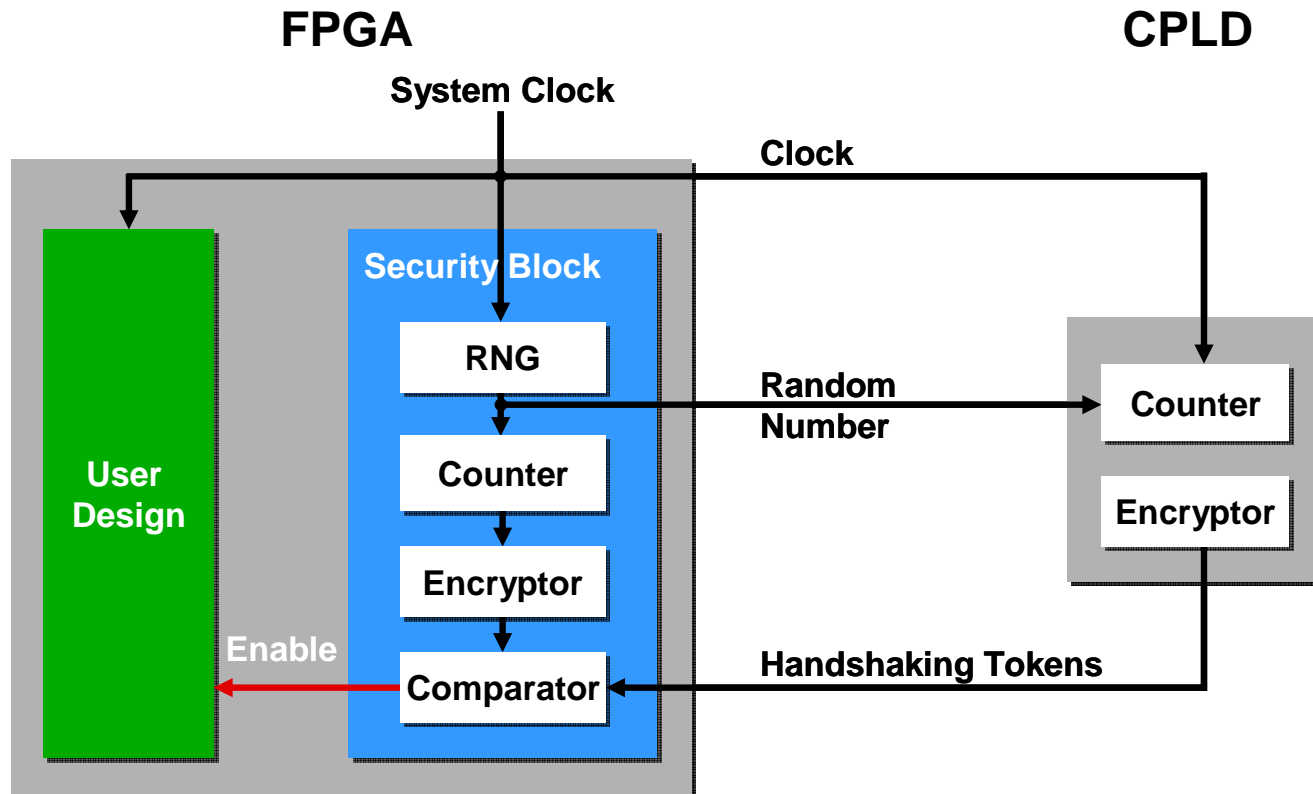 FPGA
CPLD
System Clock
Clock
Security Block
RNG
Random
Number
Counter
Counter
User
Design
Encryptor
Encryptor
Enable
Comparator
Handshaking Tokens